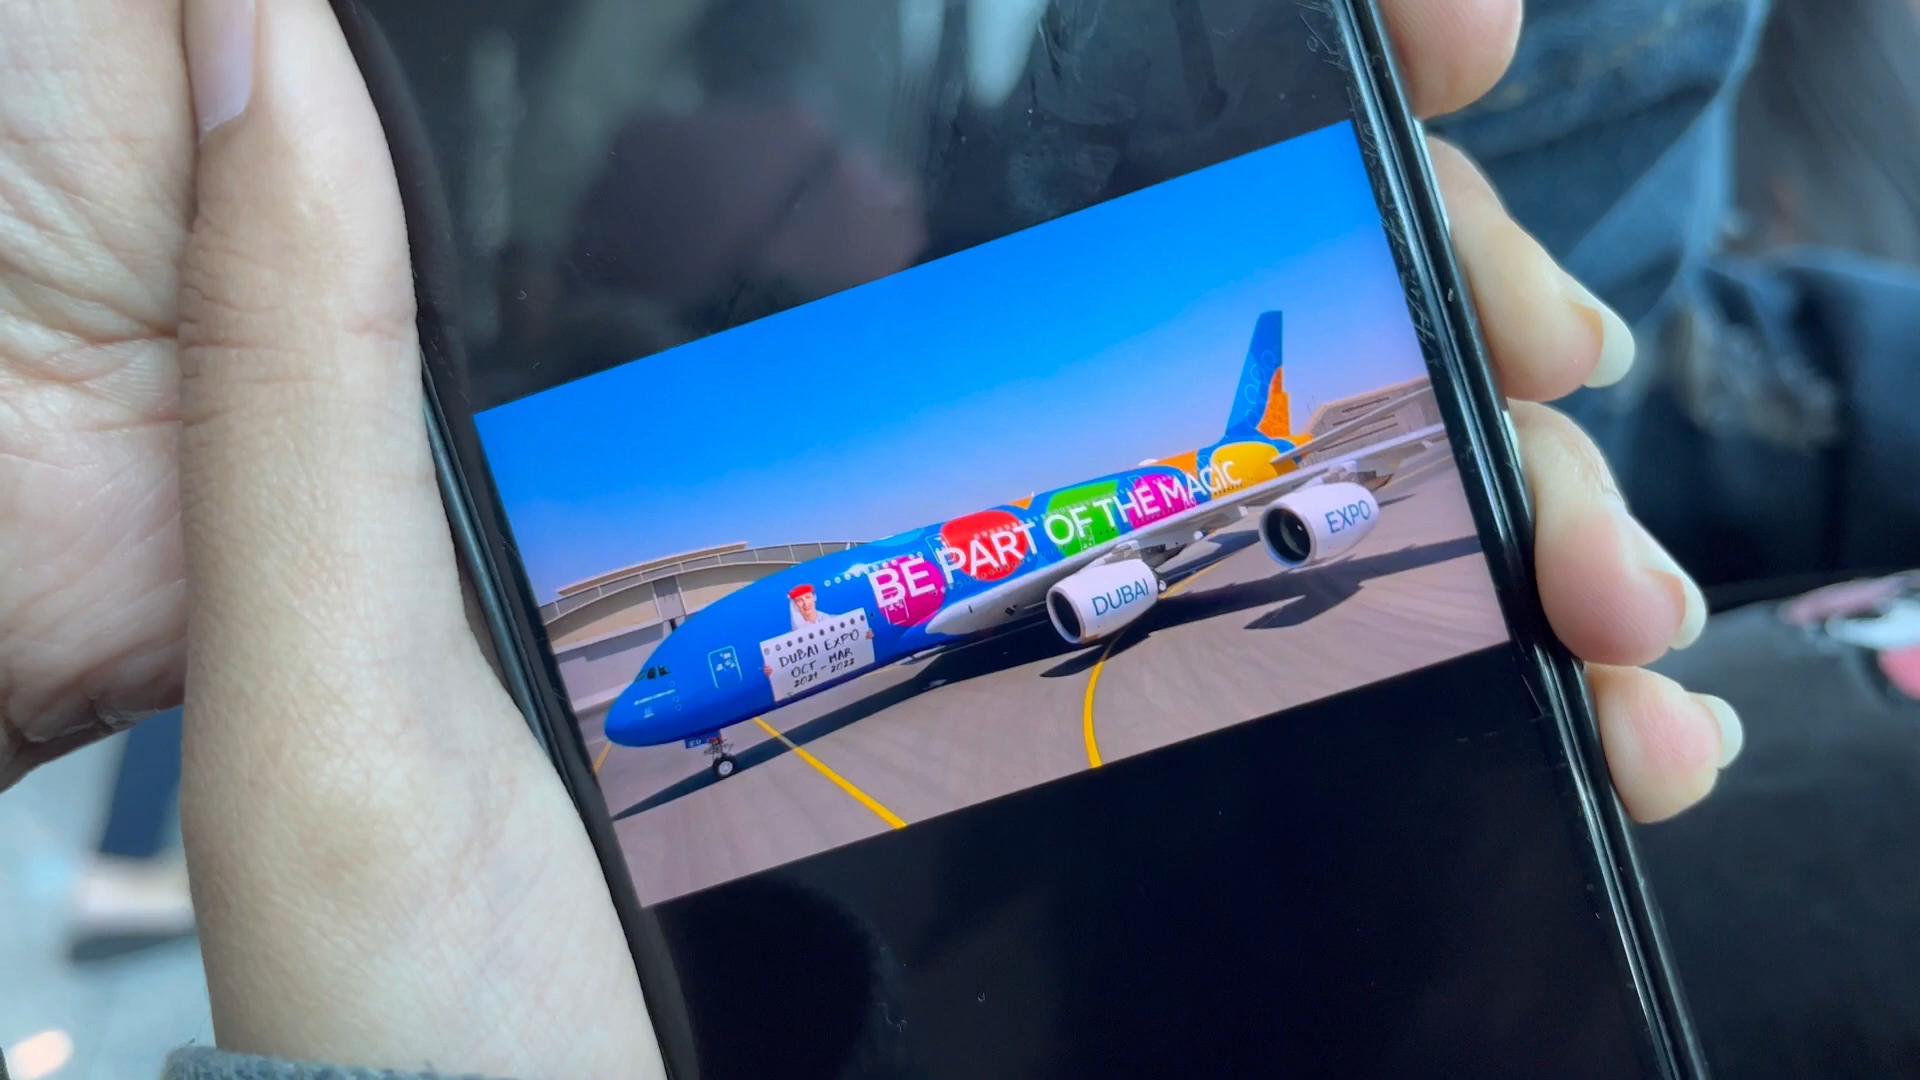 BE PART OF THE MAGIC
DUBAI EXPO
OCT - MAR
2021 - 2022
DUBAI
EXPO